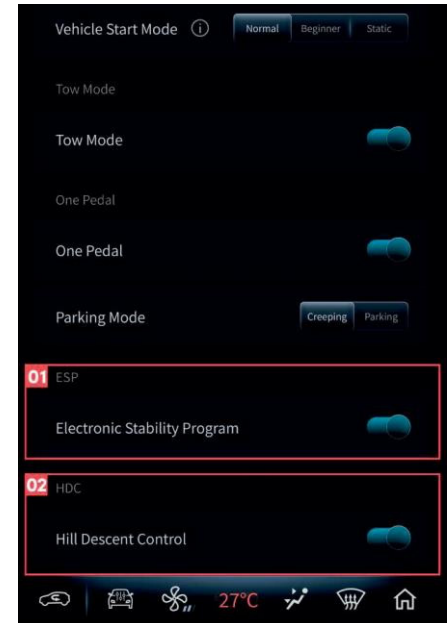 Vehicle Start Mode i Normal Beginner Static
Tow Mode
Tow Mode
One Pedal
One Pedal
Parking Mode Creeping Parking
01 ESP
Electronic Stability Program
02 HDC
Hill Descent Control
27°C